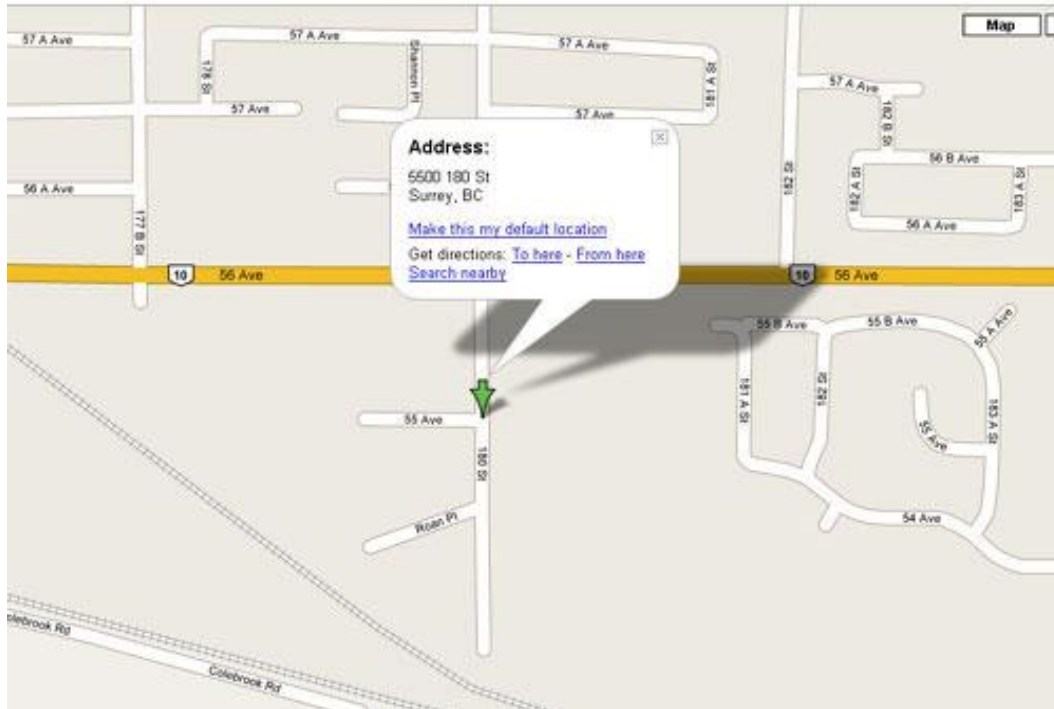 Map
57 A Ave
57 A Ave
57 A Ave
Shannon Pl
176 St
181 A St
57 A Ave
182 B St
57 Ave
57 Ave
56 B Ave
56 A Ave
177 B St
182 St
182 A St
183 A St
56 A Ave
Address:
5500 180 St
Surrey, BC
Make this my default location
Get directions: To here - From here
Search nearby
10
56 Ave
10
56 Ave
55 B Ave
55 B Ave
55 A Ave
181 A St
182 St
183 A St
55 Ave
55 Ave
180 St
Roan Pl
54 Ave
Colebrook Rd